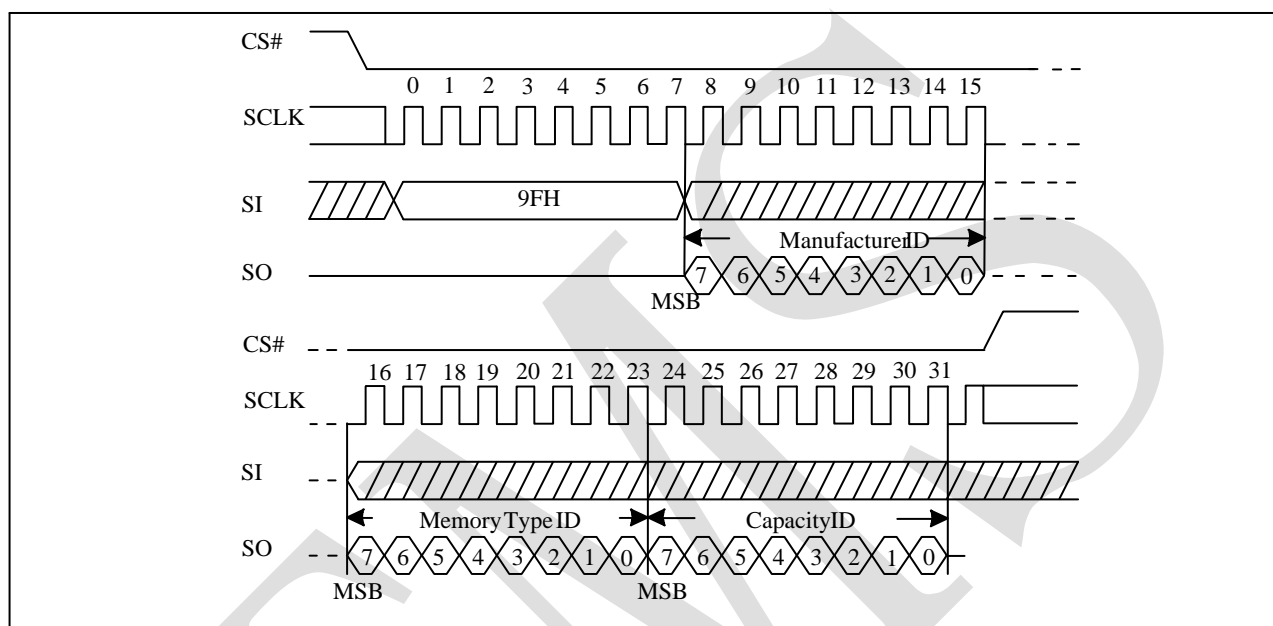 CS#
0 1 2 3 4 5 6 7 8 9 10 11 12 13 14 15
SCLK
SI
9FH
ManufacturerID
SO
7 6 5 4 3 2 1 0
MSB
CS#
16 17 18 19 20 21 22 23 24 25 26 27 28 29 30 31
SCLK
SI
Memory Type ID
CapacityID
SO
7 6 5 4 3 2 1 0 7 6 5 4 3 2 1 0
MSB
MSB